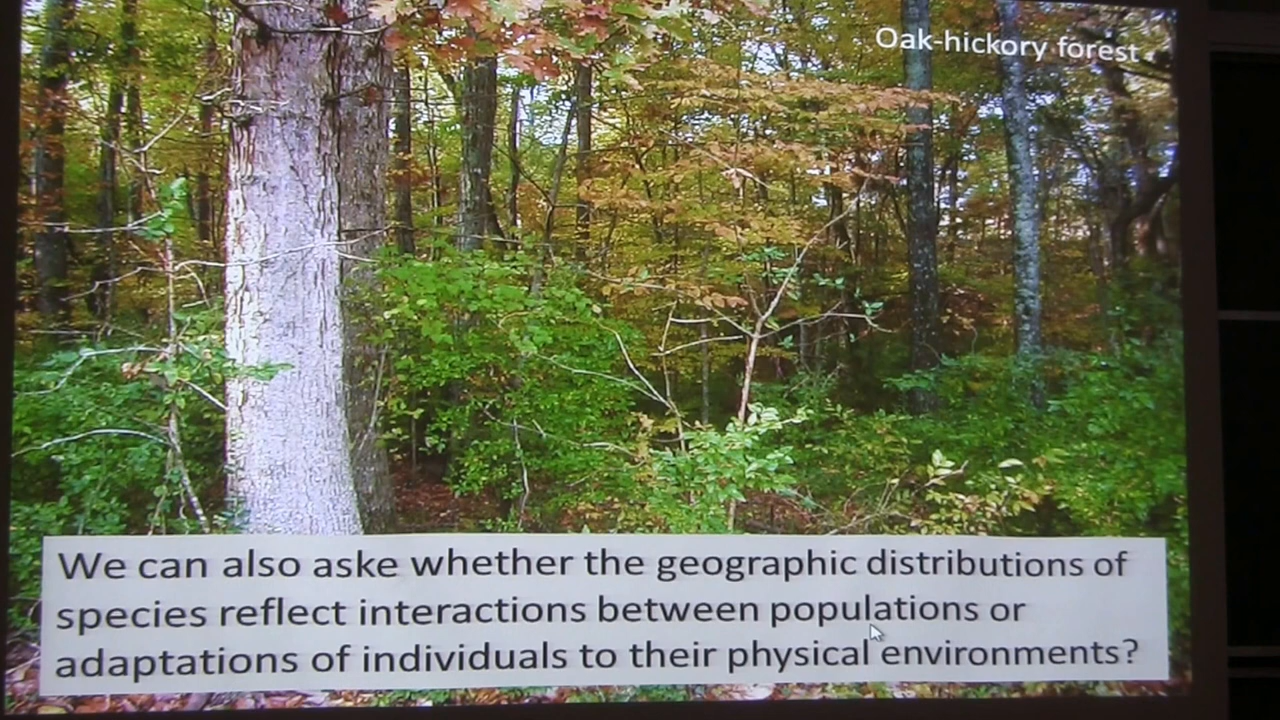 Oak-hickory forest
We can also aske whether the geographic distributions of
species reflect interactions between populations or
adaptations of individuals to their physical environments?